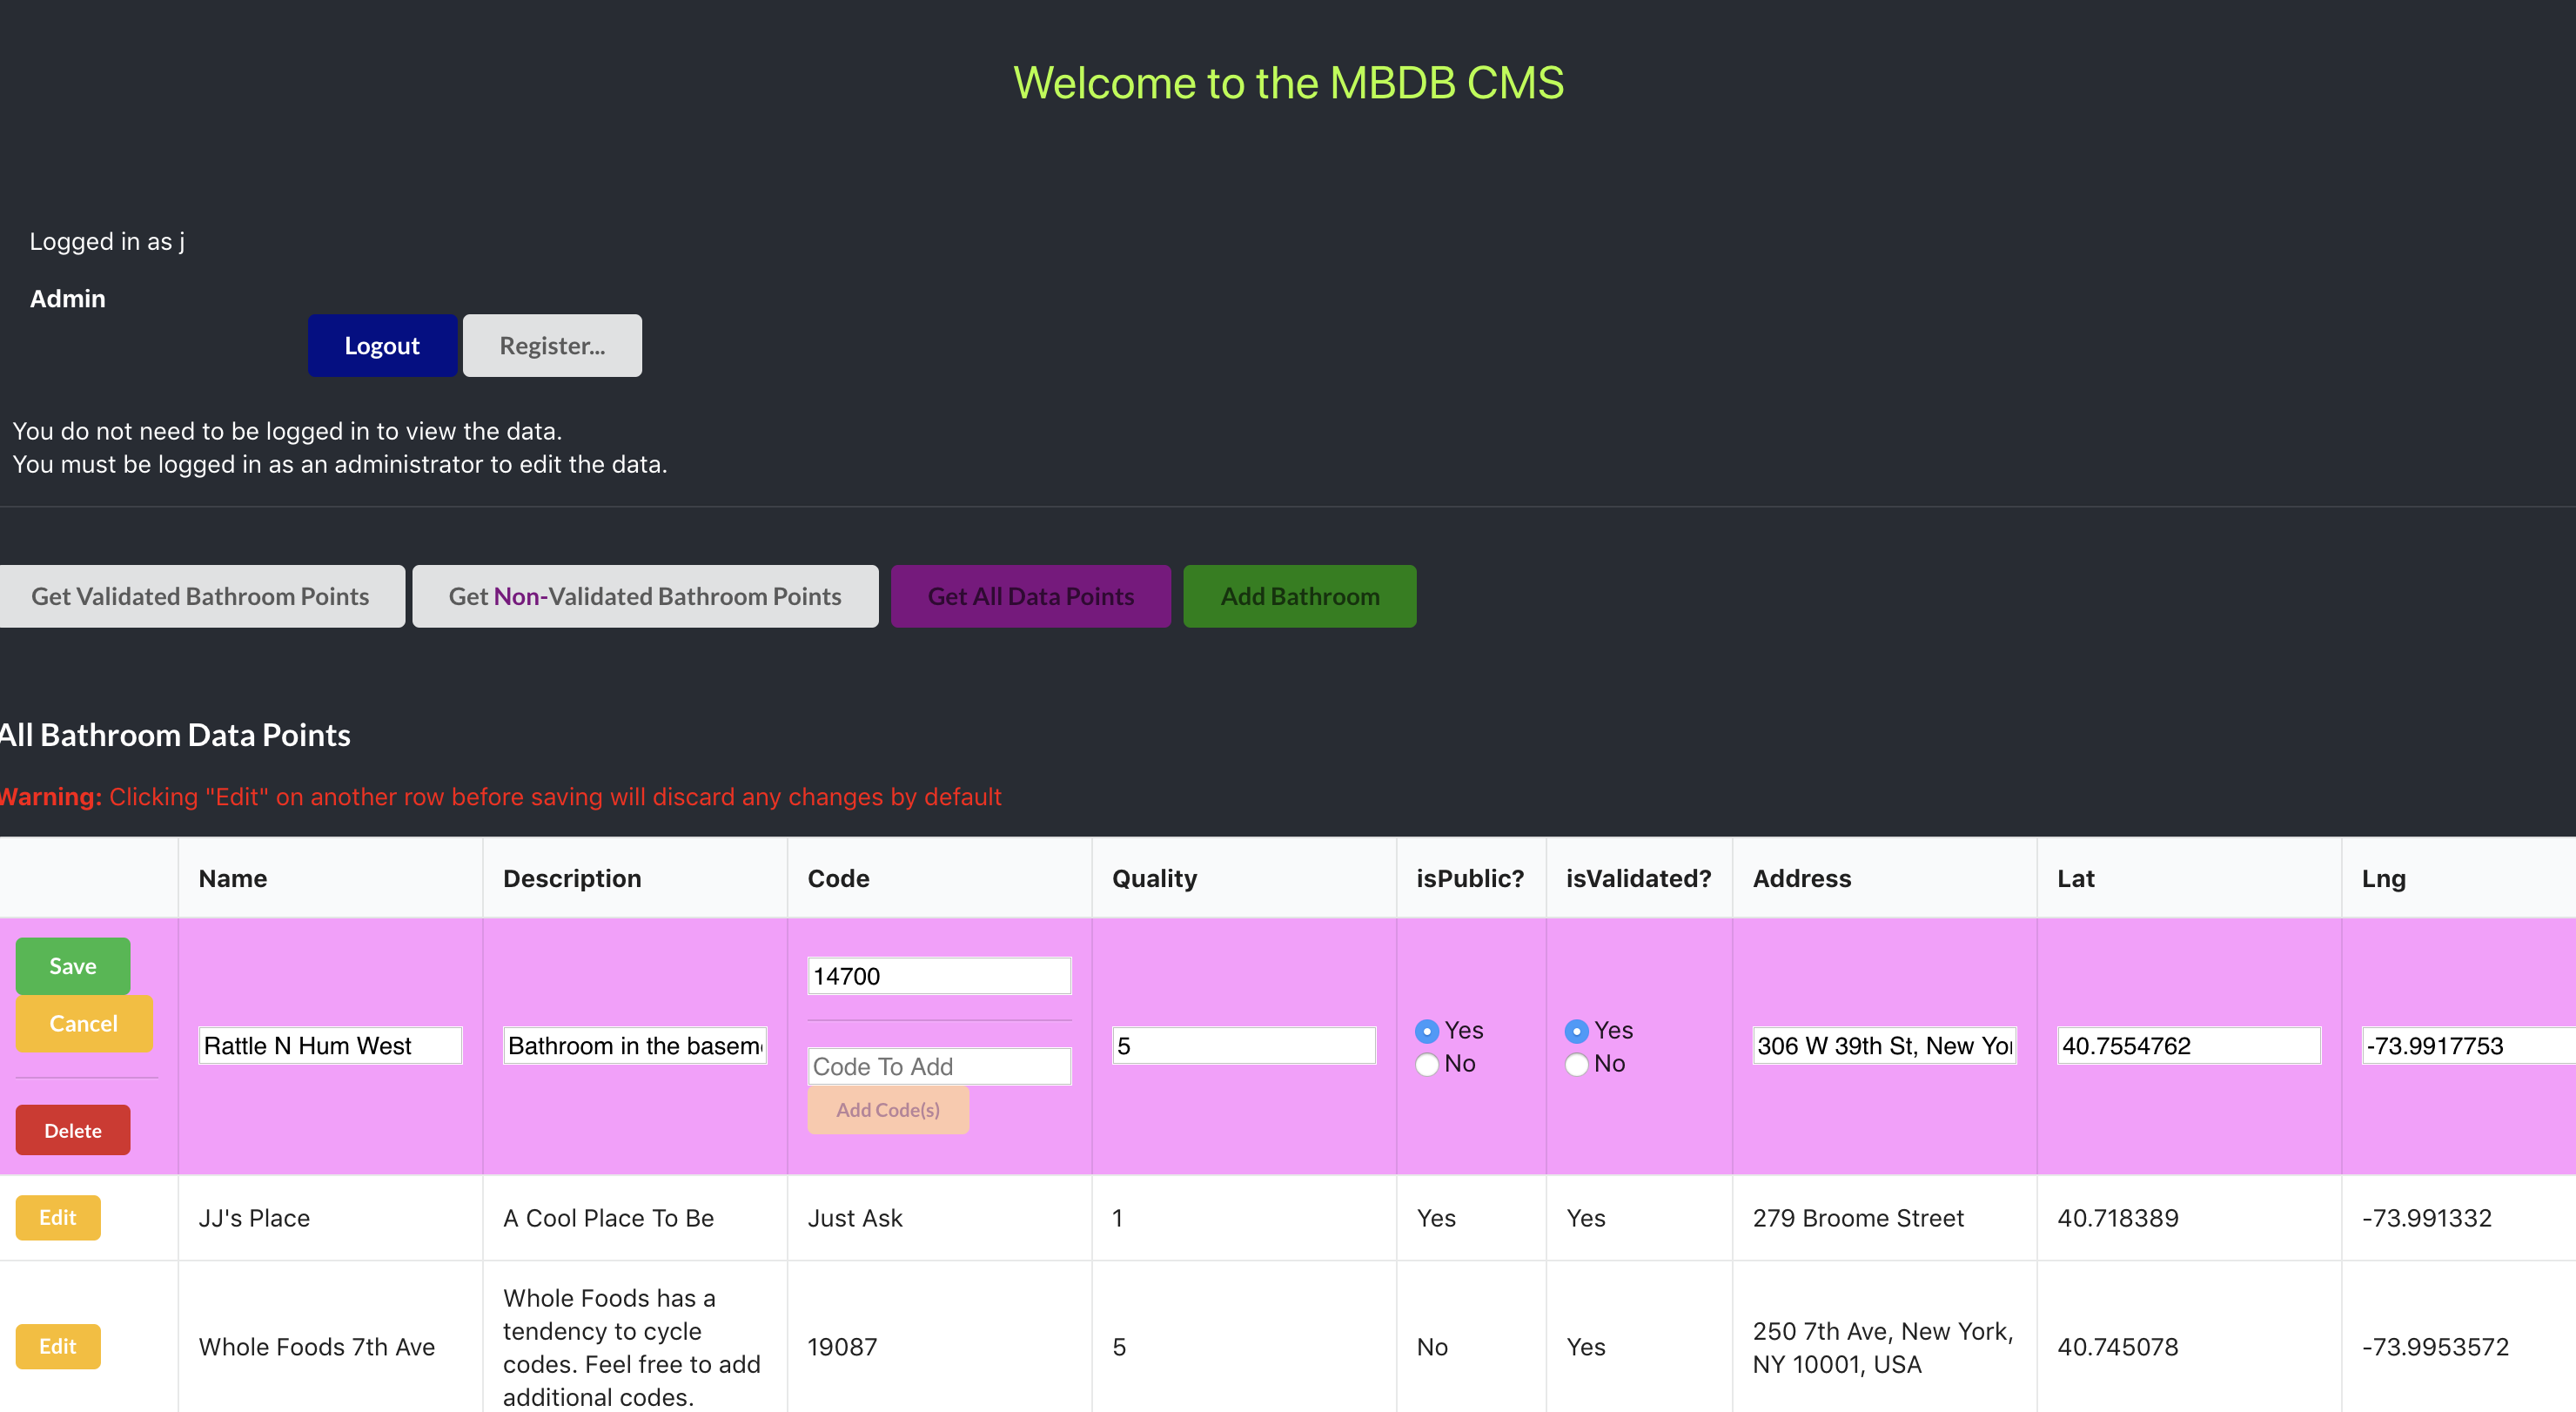 Welcome to the MBDB CMS
Logged in as j
Admin
Logout
Register...
You do not need to be logged in to view the data.
You must be logged in as an administrator to edit the data.
Get Validated Bathroom Points
Get Non-Validated Bathroom Points
Get All Data Points
Add Bathroom
All Bathroom Data Points
Warning: Clicking "Edit" on another row before saving will discard any changes by default
Name Description Code Quality isPublic? isValidated? Address Lat Lng
Save
Cancel
Delete
Rattle N Hum West
Bathroom in the basem
14700
Code To Add
Add Code(s)
5
Yes
No
Yes
No
306 W 39th St, New Yor
40.7554762
-73.9917753
Edit JJ's Place A Cool Place To Be Just Ask 1 Yes Yes 279 Broome Street 40.718389 -73.991332
Edit
Whole Foods 7th Ave
Whole Foods has a
tendency to cycle
codes. Feel free to add
additional codes.
19087
5
No
Yes
250 7th Ave, New York,
NY 10001, USA
40.745078
-73.9953572